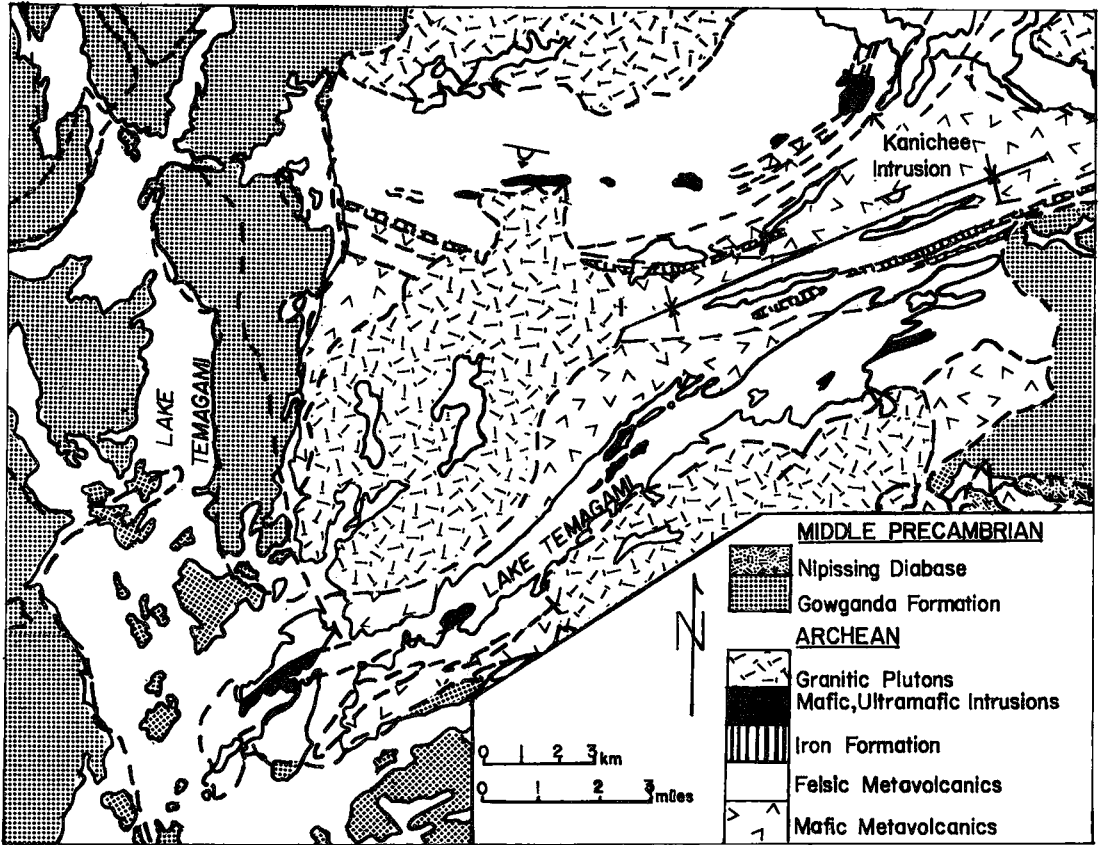 Kanichee
Intrusion
LAKE
TEMAGAMI
LAKE TEMAGAMI
N
MIDDLE PRECAMBRIAN
Nipissing Diabase
Gowganda Formation
ARCHEAN
Granitic Plutons
Mafic, Ultramafic Intrusions
Iron Formation
Felsic Metavolcanics
Mafic Metavolcanics
0 1 2 3 km
0 1 2 3 miles